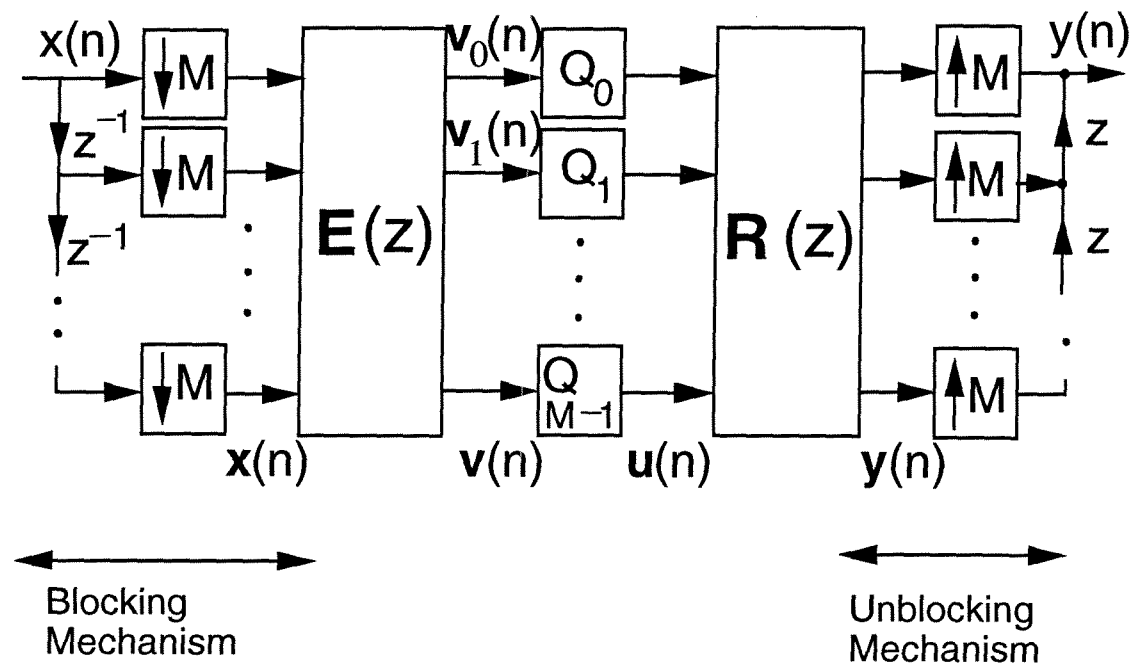 x(n)
M
v₀(n)
Q₀
M
y(n)
z⁻¹
M
v₁(n)
Q₁
M
z
z⁻¹
E(z)
R (z)
z
M
Q M−1
M
x(n)
v(n)
u(n)
y(n)
Blocking
Mechanism
Unblocking
Mechanism